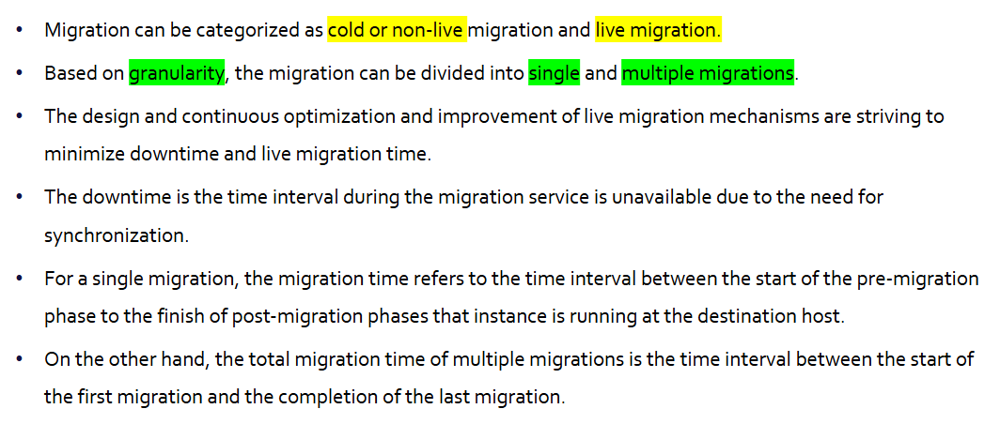 • Migration can be categorized as cold or non-live migration and live migration.
• Based on granularity, the migration can be divided into single and multiple migrations.
• The design and continuous optimization and improvement of live migration mechanisms are striving to
minimize downtime and live migration time.
• The downtime is the time interval during the migration service is unavailable due to the need for
synchronization.
• For a single migration, the migration time refers to the time interval between the start of the pre-migration
phase to the finish of post-migration phases that instance is running at the destination host.
• On the other hand, the total migration time of multiple migrations is the time interval between the start of
the first migration and the completion of the last migration.